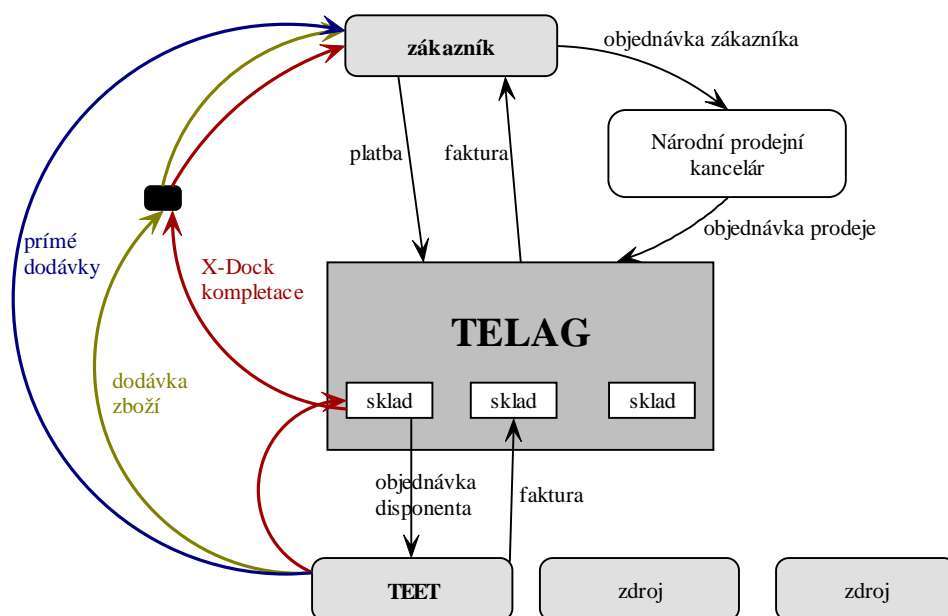 zákazník
objednávka zákazníka
Národní prodejní
kancelár
platba
faktura
objednávka prodeje
prímé
dodávky
X-Dock
kompletace
TELAG
dodávka
zboží
sklad
sklad
sklad
objednávka
disponenta
faktura
TEET
zdroj
zdroj